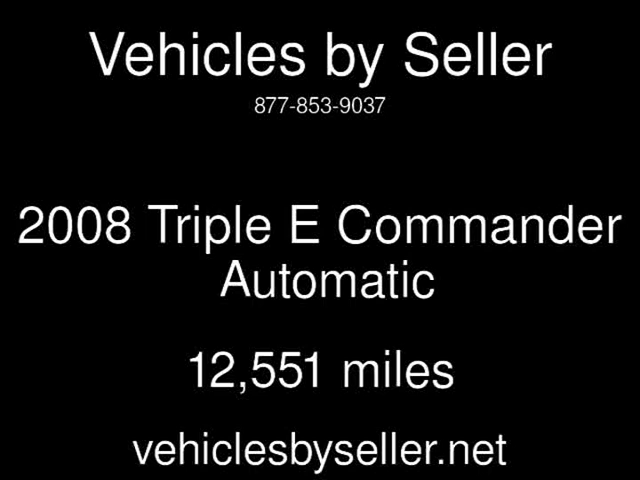 Vehicles by Seller
877-853-9037
2008 Triple E Commander
Automatic
12,551 miles
vehiclesbyseller.net